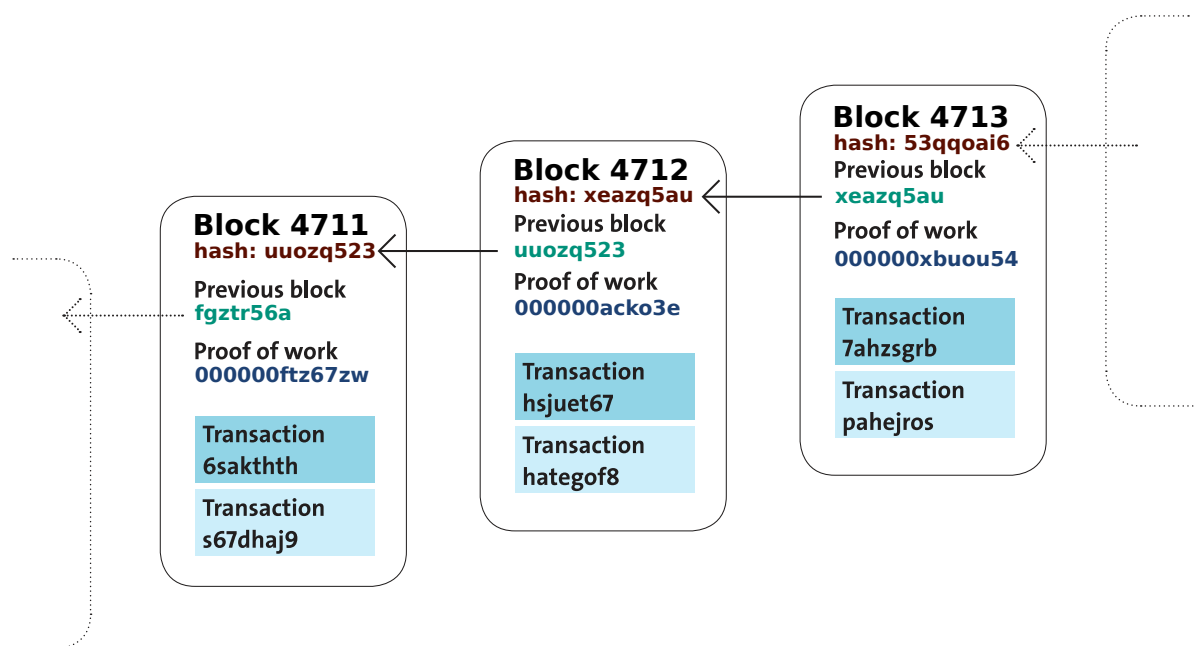 Block 4711
hash: uuozq523
Previous block
fgztr56a
Proof of work
000000ftz67zw
Transaction
6sakthth
Transaction
s67dhaj9
Block 4712
hash: xeazq5au
Previous block
uuozq523
Proof of work
000000acko3e
Transaction
hsjuet67
Transaction
hategof8
Block 4713
hash: 53qqoai6
Previous block
xeazq5au
Proof of work
000000xbuou54
Transaction
7ahzsgrb
Transaction
pahejros